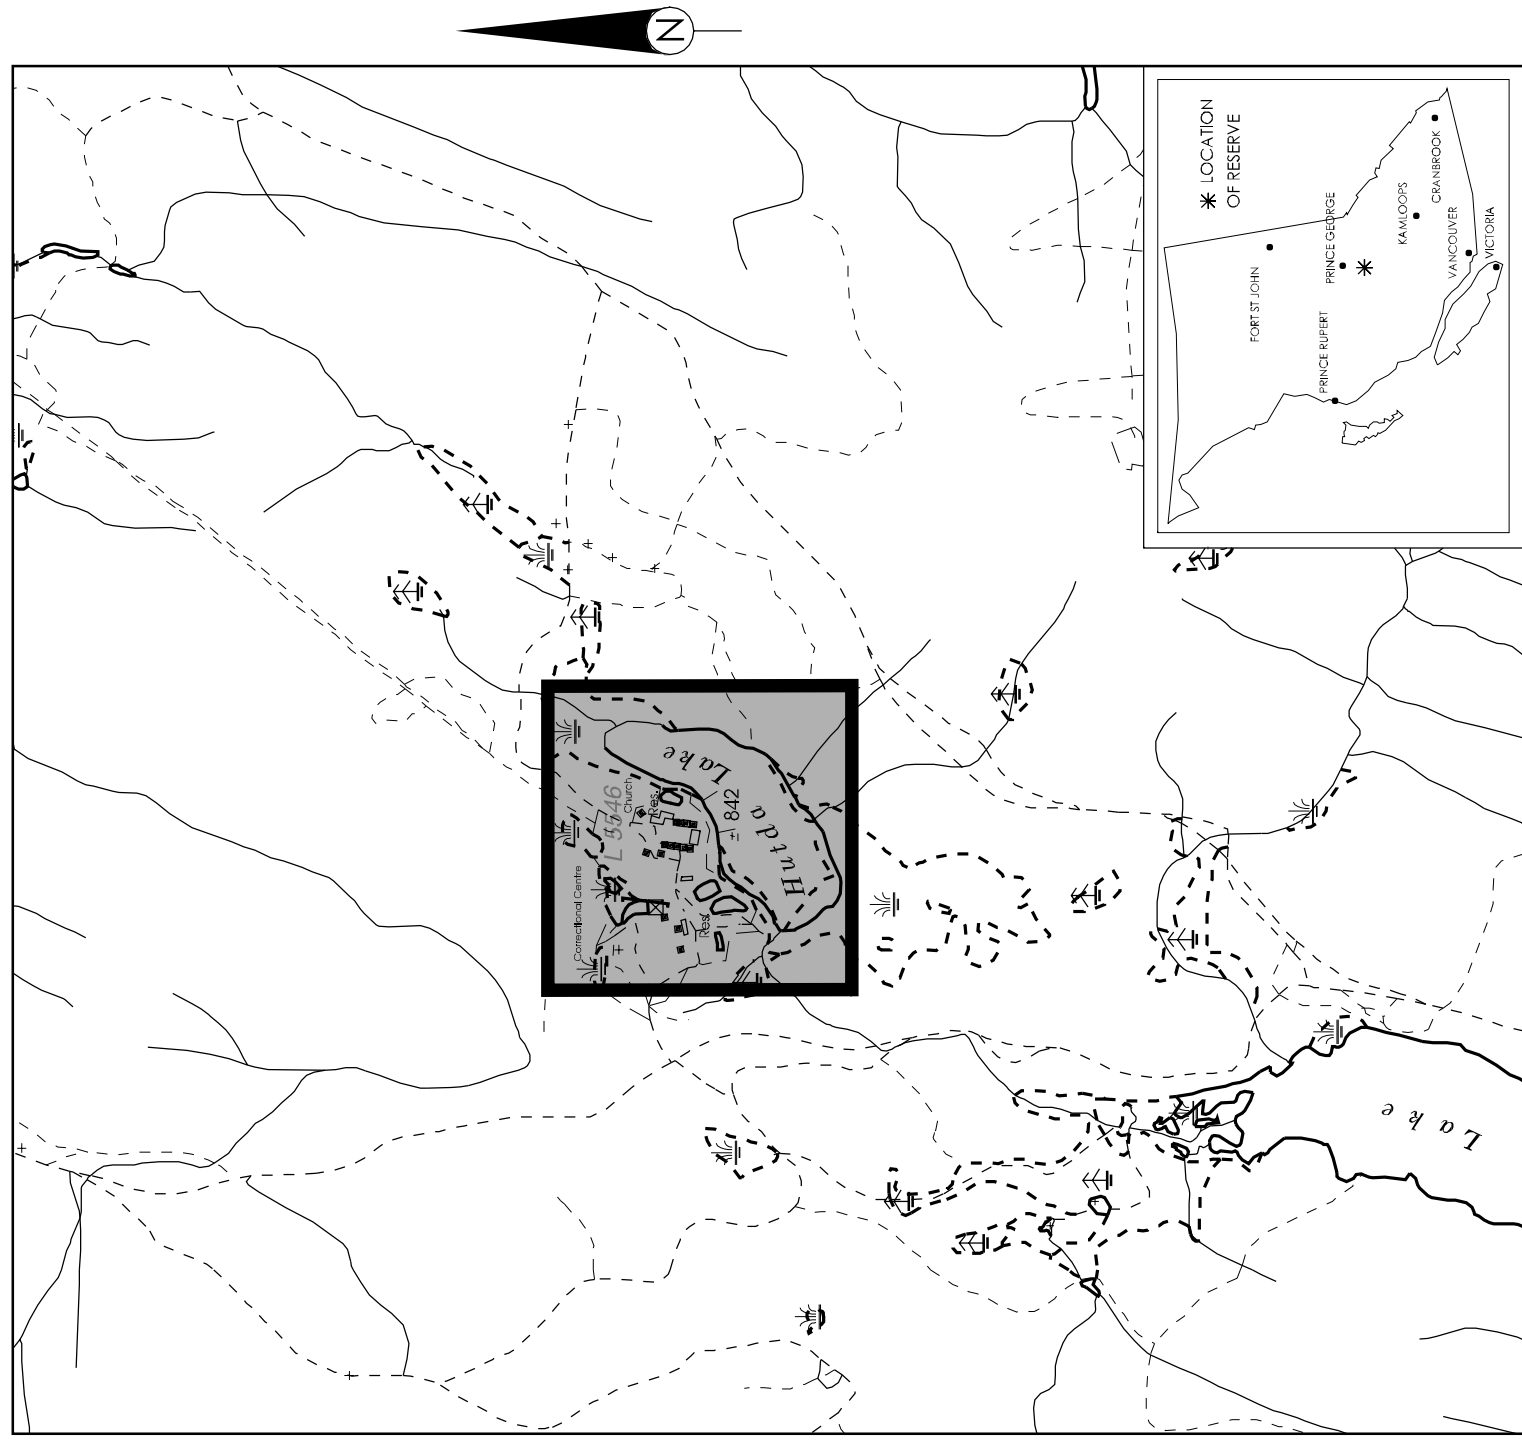 N
✳ LOCATION
OF RESERVE
FORT ST JOHN
PRINCE RUPERT
PRINCE GEORGE
KAMLOOPS
CRANBROOK
VANCOUVER
VICTORIA
Correctional Centre
L 5546
Church
Res.
Res.
± 842
Hutda Lake
Lake